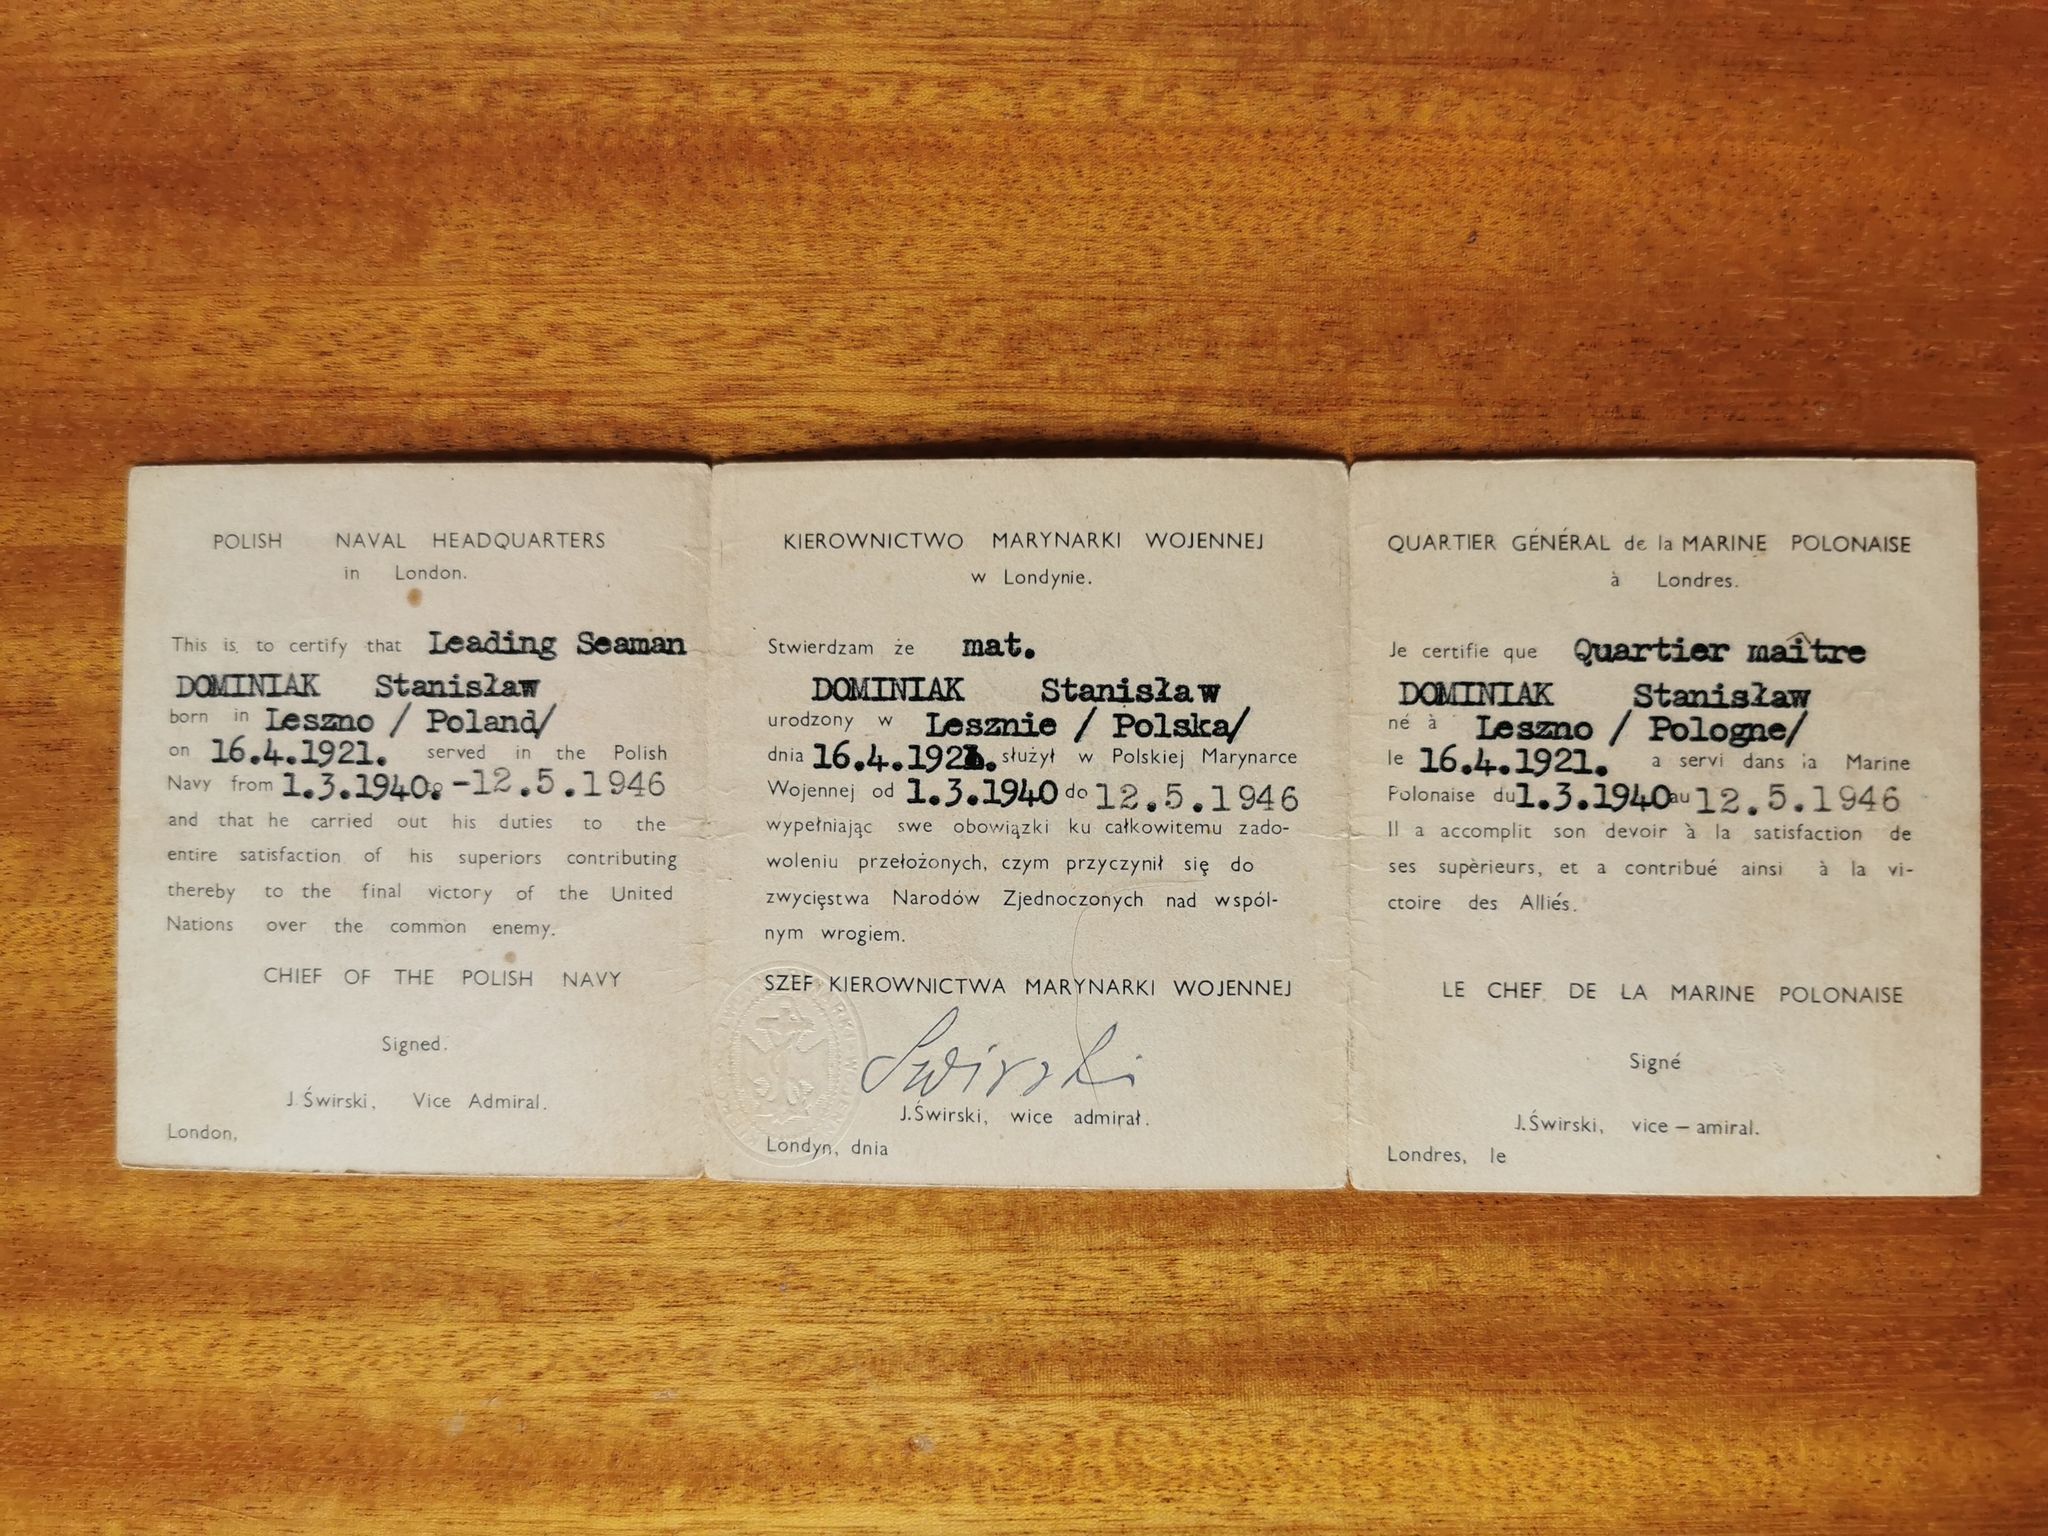 POLISH NAVAL HEADQUARTERS
in London.
This is to certify that Leading Seaman
DOMINIAK Stanisław
born in Leszno / Poland/
on 16.4.1921. served in the Polish
Navy from 1.3.1940. -12.5.1946
and that he carried out his duties to the
entire satisfaction of his superiors contributing
thereby to the final victory of the United
Nations over the common enemy.
CHIEF OF THE POLISH NAVY
Signed.
J.Świrski, Vice Admiral.
London,
KIEROWNICTWO MARYNARKI WOJENNEJ
w Londynie.
Stwierdzam że mat.
DOMINIAK Stanisław
urodzony w Lesznie / Polska/
dnia 16.4.1921. służył w Polskiej Marynarce
Wojennej od 1.3.1940 do 12.5.1946
wypełniając swe obowiązki ku całkowitemu zado-
woleniu przełożonych, czym przyczynił się do
zwycięstwa Narodów Zjednoczonych nad wspól-
nym wrogiem.
SZEF KIEROWNICTWA MARYNARKI WOJENNEJ
Swirski
J.Świrski, wice admirał.
Londyn, dnia
QUARTIER GÉNÉRAL de la MARINE POLONAISE
à Londres.
Je certifie que Quartier maître
DOMINIAK Stanisław
né à Leszno / Pologne/
le 16.4.1921. a servi dans la Marine
Polonaise du 1.3.1940 au 12.5.1946
Il a accomplit son devoir à la satisfaction de
ses supèrieurs, et a contribué ainsi à la vi-
ctoire des Alliés.
LE CHEF DE LA MARINE POLONAISE
Signé
J.Świrski, vice — amiral.
Londres, le